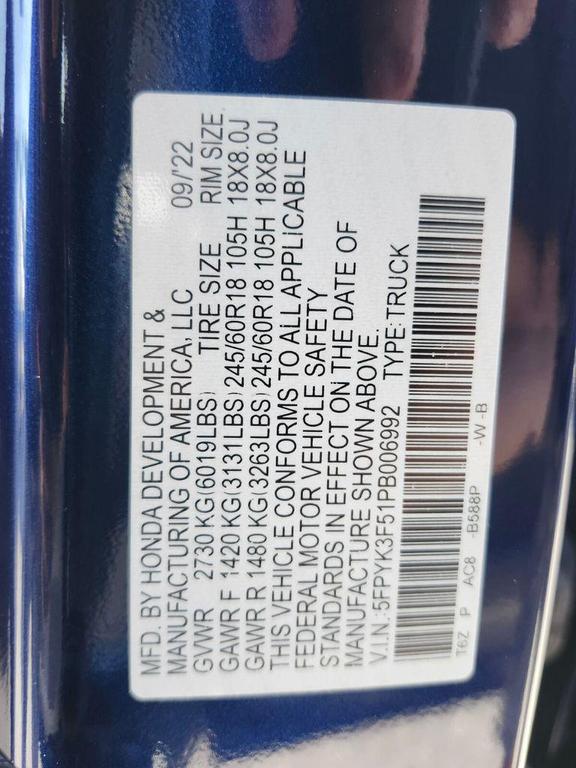 MFD. BY HONDA DEVELOPMENT &
MANUFACTURING OF AMERICA, LLC 09/'22
GVWR 2730 KG(6019LBS) TIRE SIZE RIM SIZE
GAWR F 1420 KG(3131LBS)245/60R18 105H 18X8.0J
GAWR R 1480 KG(3263LBS)245/60R18 105H 18X8.0J
THIS VEHICLE CONFORMS TO ALL APPLICABLE
FEDERAL MOTOR VEHICLE SAFETY
STANDARDS IN EFFECT ON THE DATE OF
MANUFACTURE SHOWN ABOVE.
V.I.N.:5FPYK3F51PB006992 TYPE:TRUCK
T6Z P AC8 -B588P -W -B